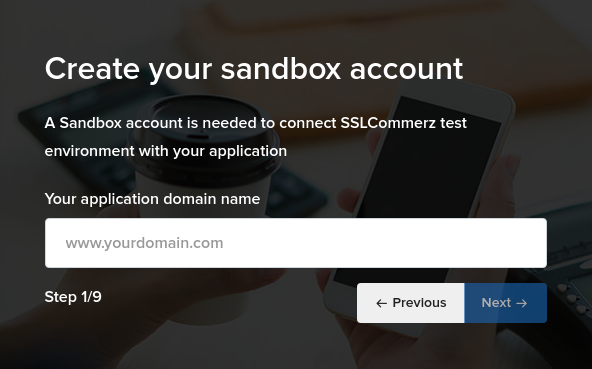 Create your sandbox account
A Sandbox account is needed to connect SSLCommerz test
environment with your application
Your application domain name
www.yourdomain.com
Step 1/9
← Previous
Next →